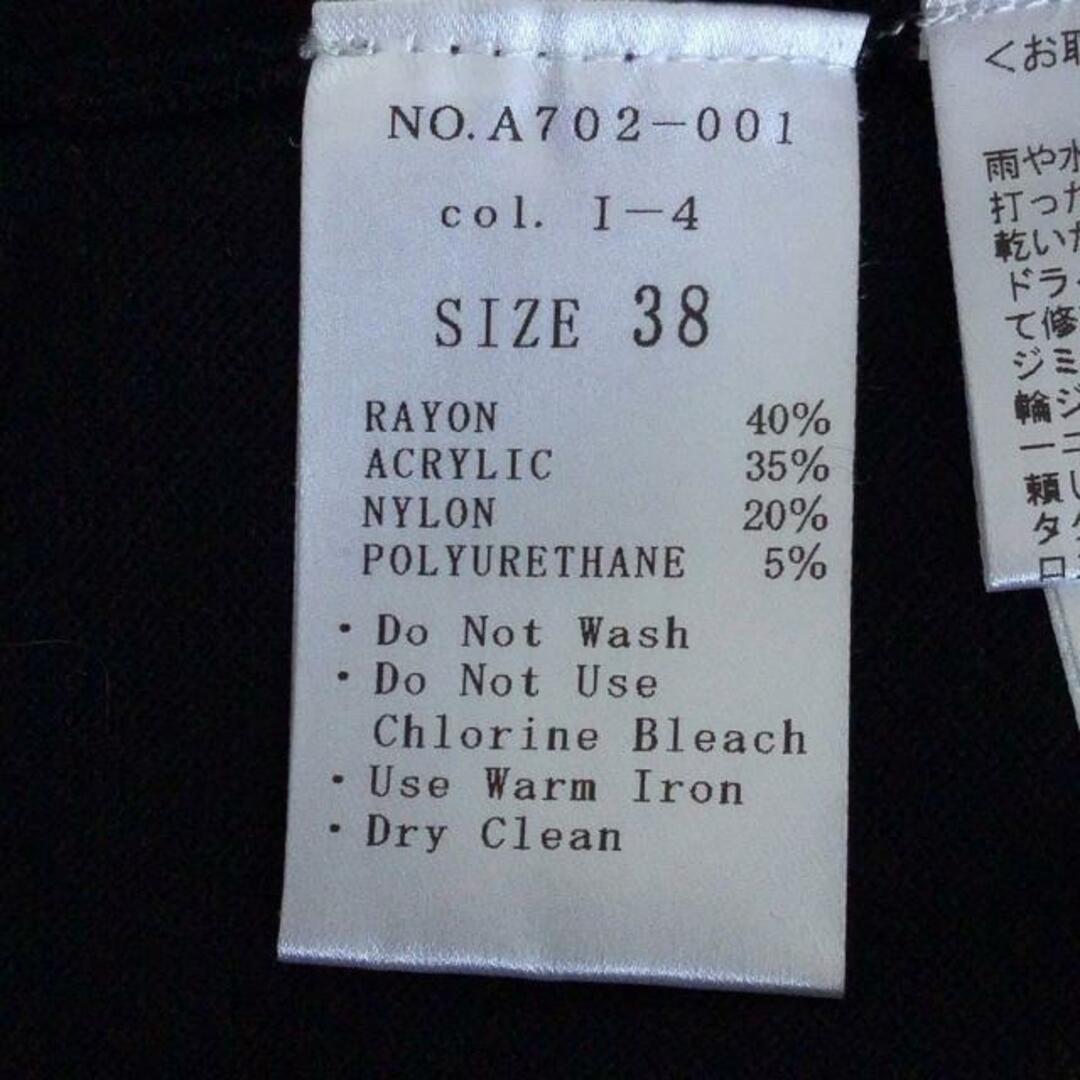 NO. A702-001
col. I-4
SIZE 38
RAYON 40%
ACRYLIC 35%
NYLON 20%
POLYURETHANE 5%
・Do Not Wash
・Do Not Use
Chlorine Bleach
・Use Warm Iron
・Dry Clean
<お取
雨や水
打った
乾いた
ドラ
て修
ジミ
輪ジ
ーニ
頼し
タ
ロ